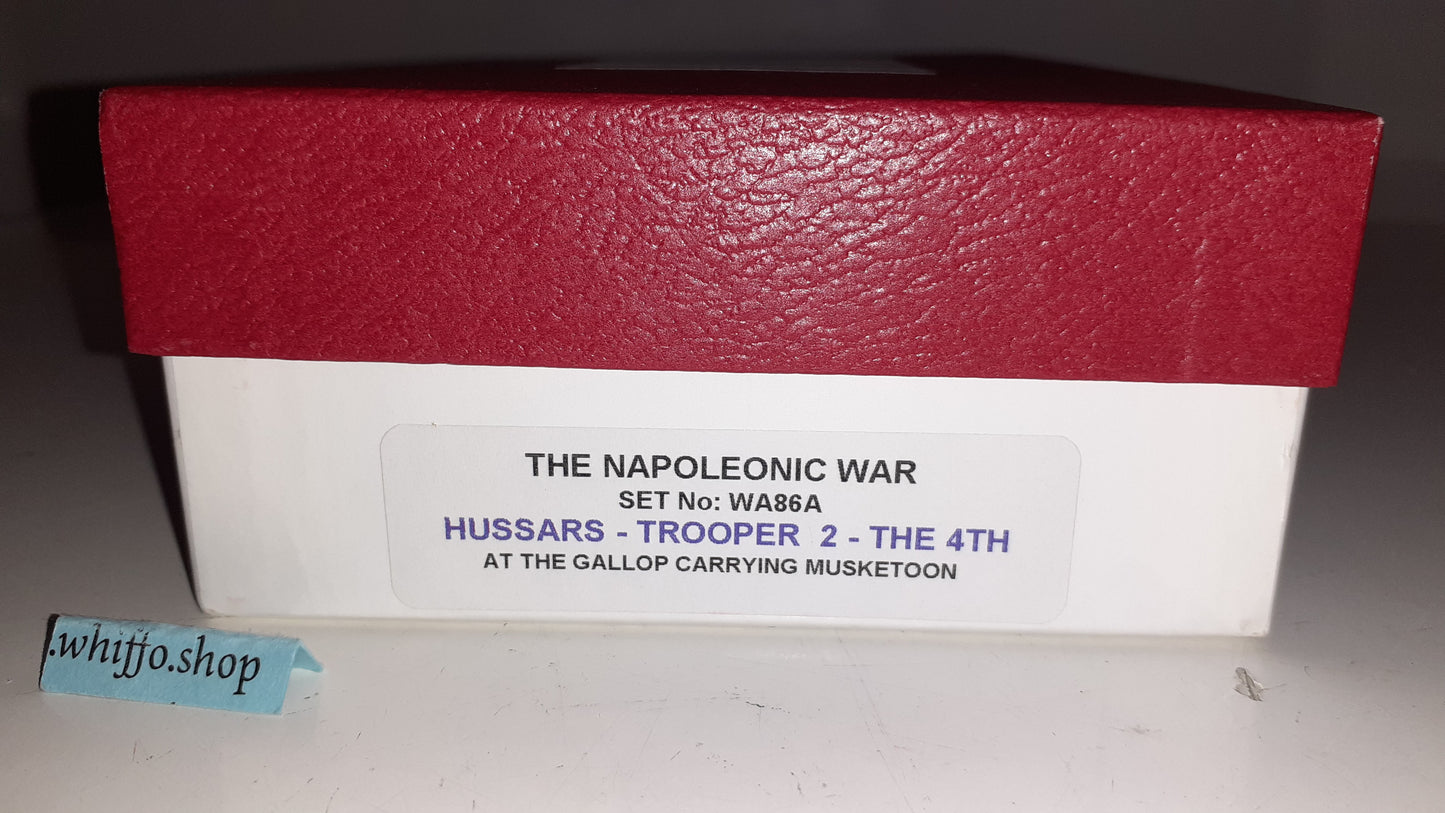 THE NAPOLEONIC WAR
SET No: WA86A
HUSSARS - TROOPER 2 - THE 4TH
AT THE GALLOP CARRYING MUSKETOON
.whiffo.shop